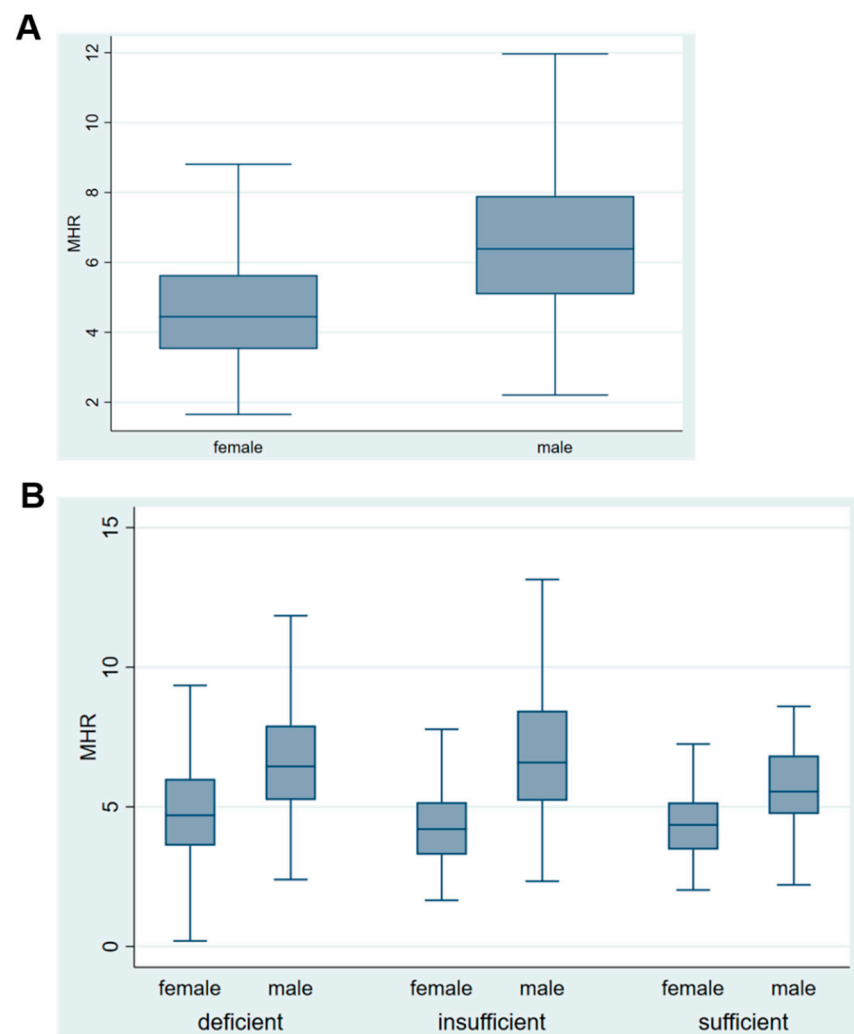 A
12
10
8
6
4
2
MHR
female male
B
15
10
5
0
MHR
female male female male female male
deficient insufficient sufficient